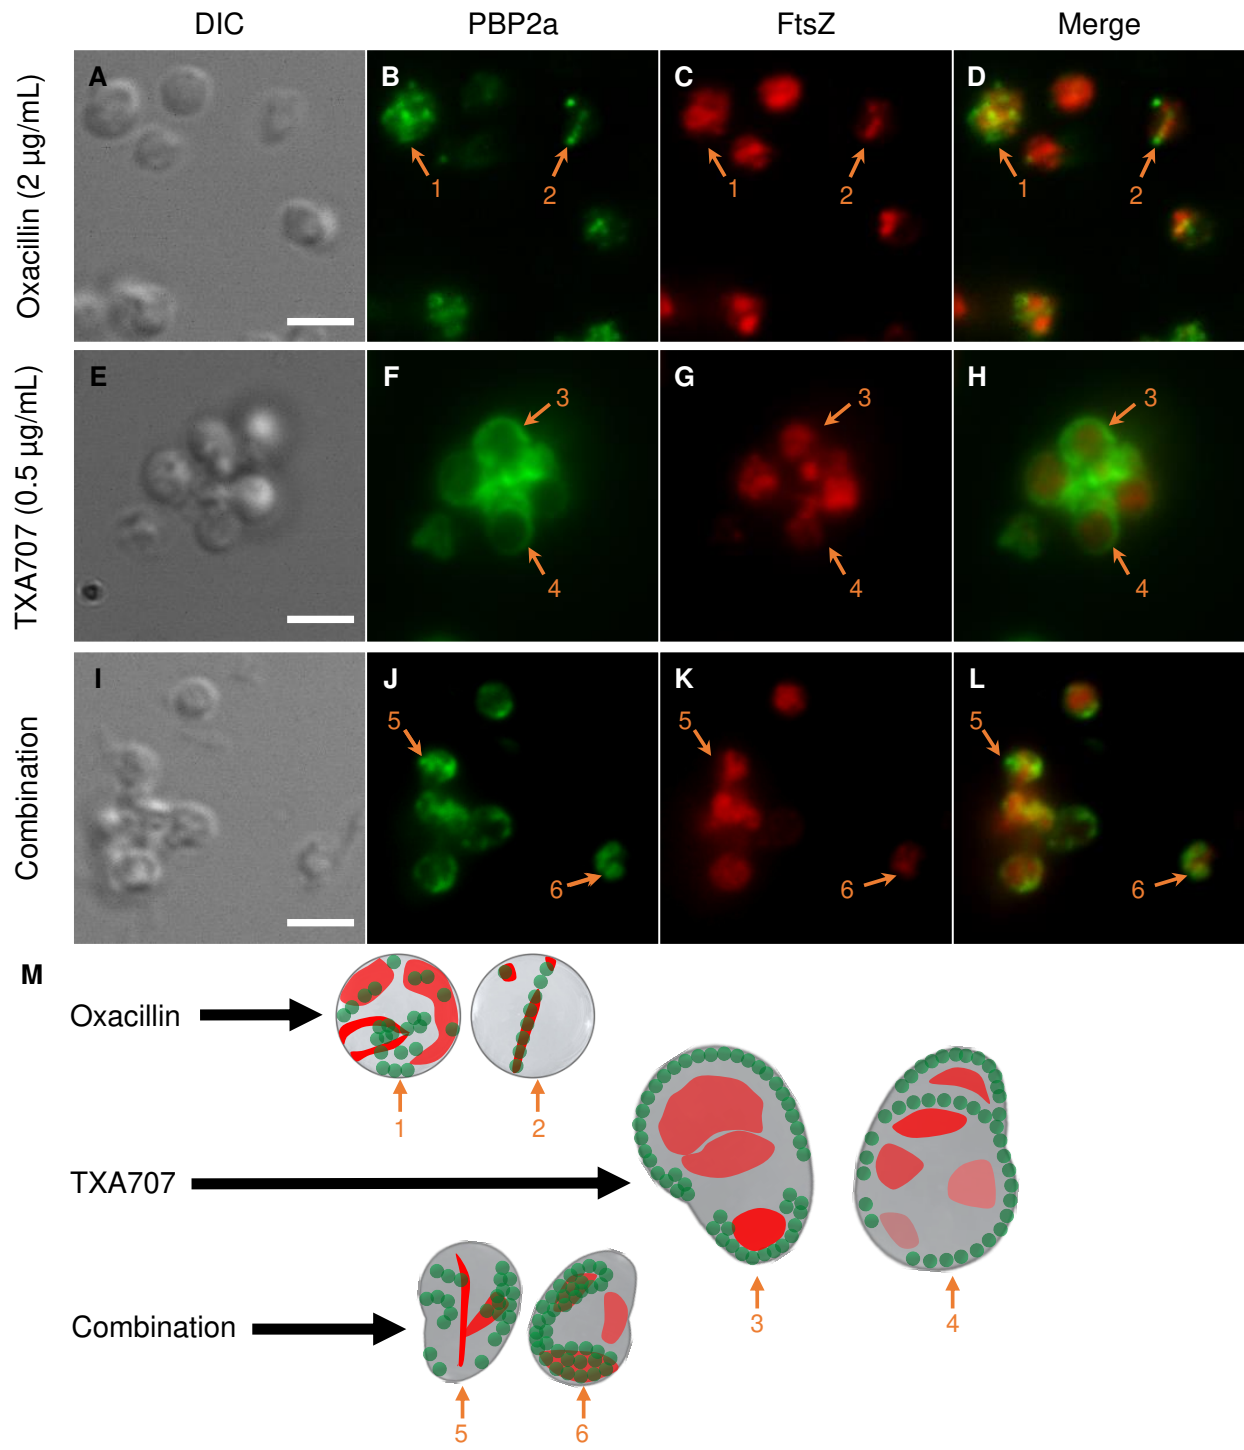 DIC PBP2a FtsZ Merge
Oxacillin (2 µg/mL)
A B C D
1 1 1
2 2 2
TXA707 (0.5 µg/mL)
E F G H
3 3 3
4 4 4
Combination
I J K L
5 5 5
6 6 6
M
Oxacillin
1 2
TXA707
3 4
Combination
5 6